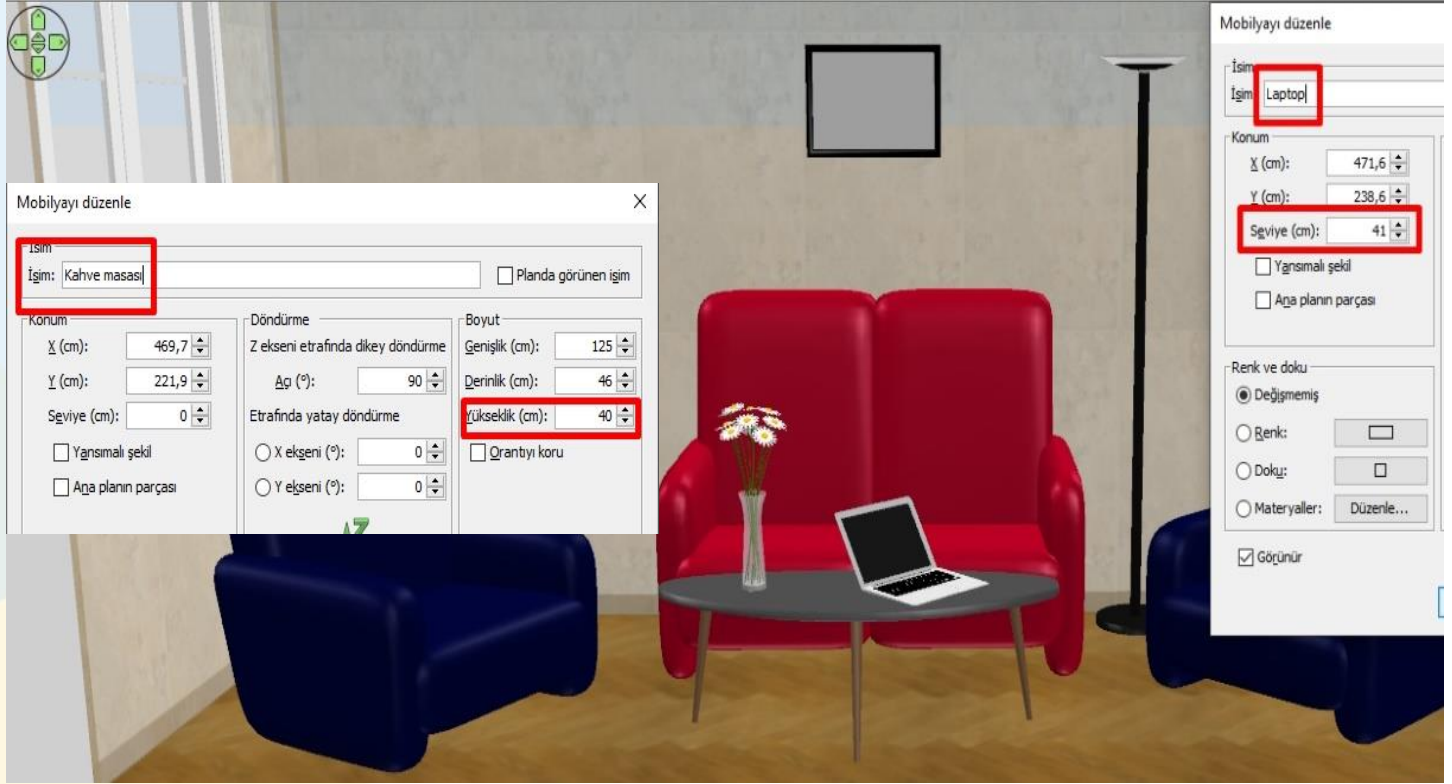 Mobilyayı düzenle
İsim
İsim: Kahve masası
Planda görünen isim
Konum
X (cm): 469,7
Y (cm): 221,9
Seviye (cm): 0
Yansımalı şekil
Ana planın parçası
Döndürme
Z ekseni etrafında dikey döndürme
Açı (°): 90
Etrafında yatay döndürme
X ekseni (°): 0
Y ekseni (°): 0
Boyut
Genişlik (cm): 125
Derinlik (cm): 46
Yükseklik (cm): 40
Orantıyı koru
Mobilyayı düzenle
İsim
İsim Laptop
Konum
X (cm): 471,6
Y (cm): 238,6
Seviye (cm): 41
Yansımalı şekil
Ana planın parçası
Renk ve doku
Değişmemiş
Renk:
Doku:
Materyaller: Düzenle...
Görünür